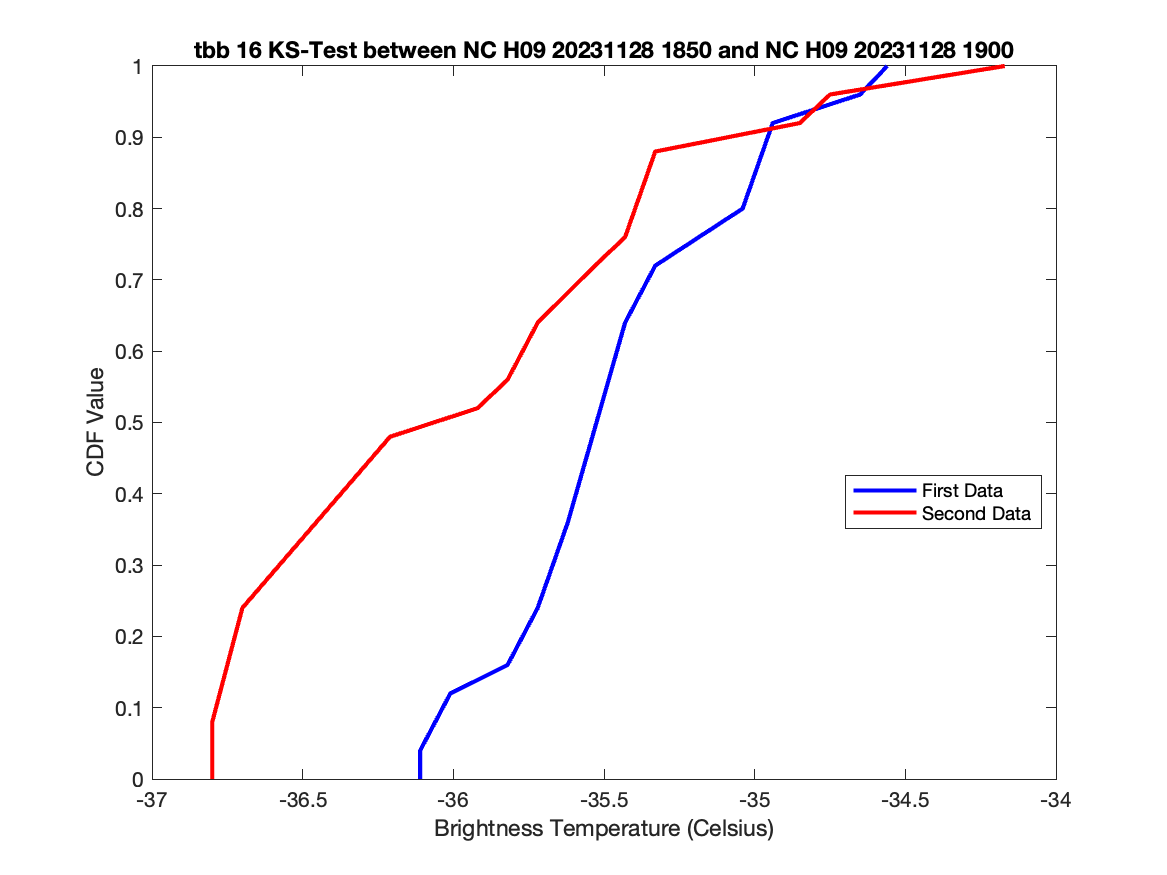 tbb 16 KS-Test between NC H09 20231128 1850 and NC H09 20231128 1900
1
0.9
0.8
0.7
0.6
0.5
0.4
0.3
0.2
0.1
0
CDF Value
First Data
Second Data
-37 -36.5 -36 -35.5 -35 -34.5 -34
Brightness Temperature (Celsius)